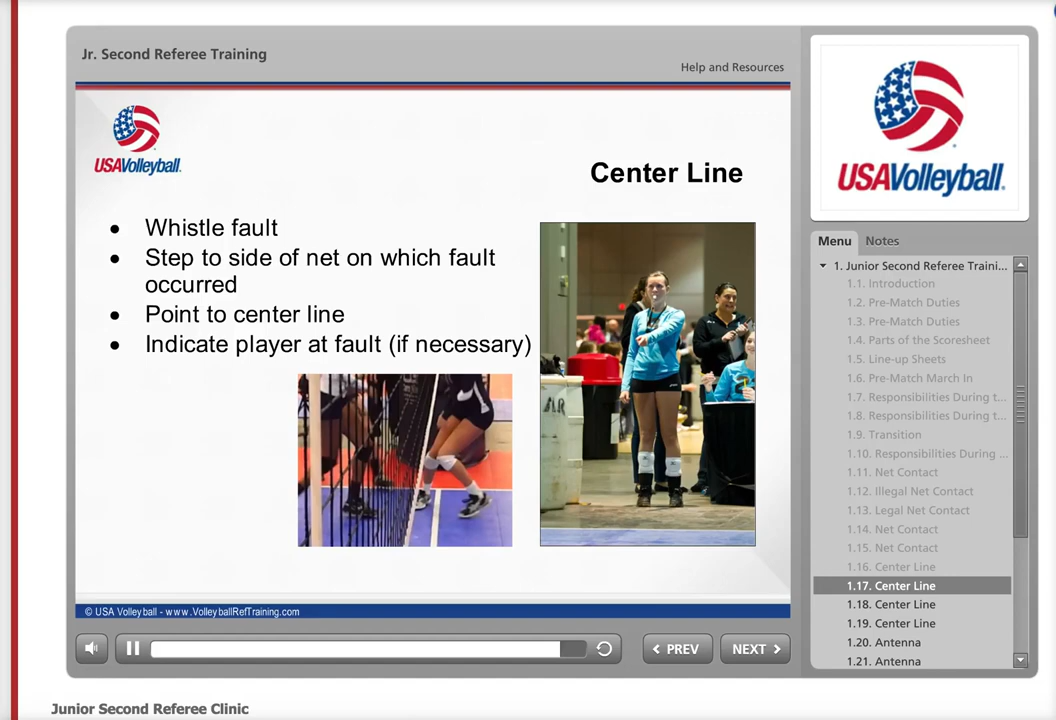 Jr. Second Referee Training
Help and Resources
USAVolleyball.
Center Line
• Whistle fault
• Step to side of net on which fault
occurred
• Point to center line
• Indicate player at fault (if necessary)
© USA Volleyball - www.VolleyballRefTraining.com
PREV
NEXT
USAVolleyball.
Menu
Notes
1. Junior Second Referee Traini...
1.1. Introduction
1.2. Pre-Match Duties
1.3. Pre-Match Duties
1.4. Parts of the Scoresheet
1.5. Line-up Sheets
1.6. Pre-Match March In
1.7. Responsibilities During t...
1.8. Responsibilities During t...
1.9. Transition
1.10. Responsibilities During ...
1.11. Net Contact
1.12. Illegal Net Contact
1.13. Legal Net Contact
1.14. Net Contact
1.15. Net Contact
1.16. Center Line
1.17. Center Line
1.18. Center Line
1.19. Center Line
1.20. Antenna
1.21. Antenna
Junior Second Referee Clinic